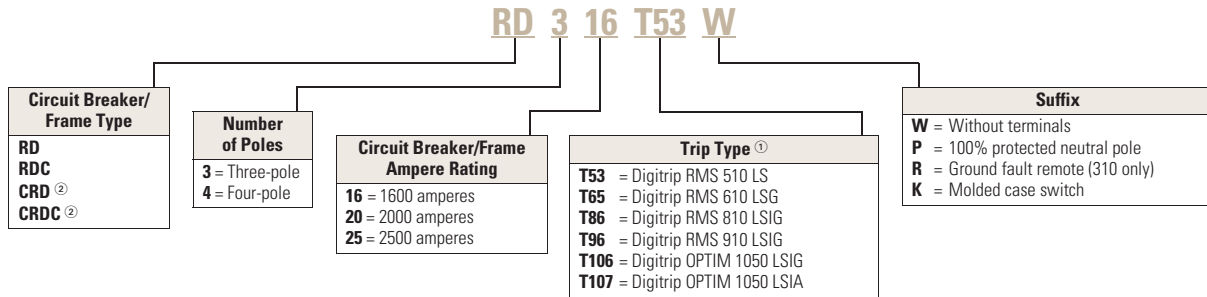 RD 3 16 T53 W
Circuit Breaker/
Frame Type
RD
RDC
CRD ②
CRDC ②
Number
of Poles
3 = Three-pole
4 = Four-pole
Circuit Breaker/Frame
Ampere Rating
16 = 1600 amperes
20 = 2000 amperes
25 = 2500 amperes
Trip Type ①
T53 = Digitrip RMS 510 LS
T65 = Digitrip RMS 610 LSG
T86 = Digitrip RMS 810 LSIG
T96 = Digitrip RMS 910 LSIG
T106 = Digitrip OPTIM 1050 LSIG
T107 = Digitrip OPTIM 1050 LSIA
Suffix
W = Without terminals
P = 100% protected neutral pole
R = Ground fault remote (310 only)
K = Molded case switch